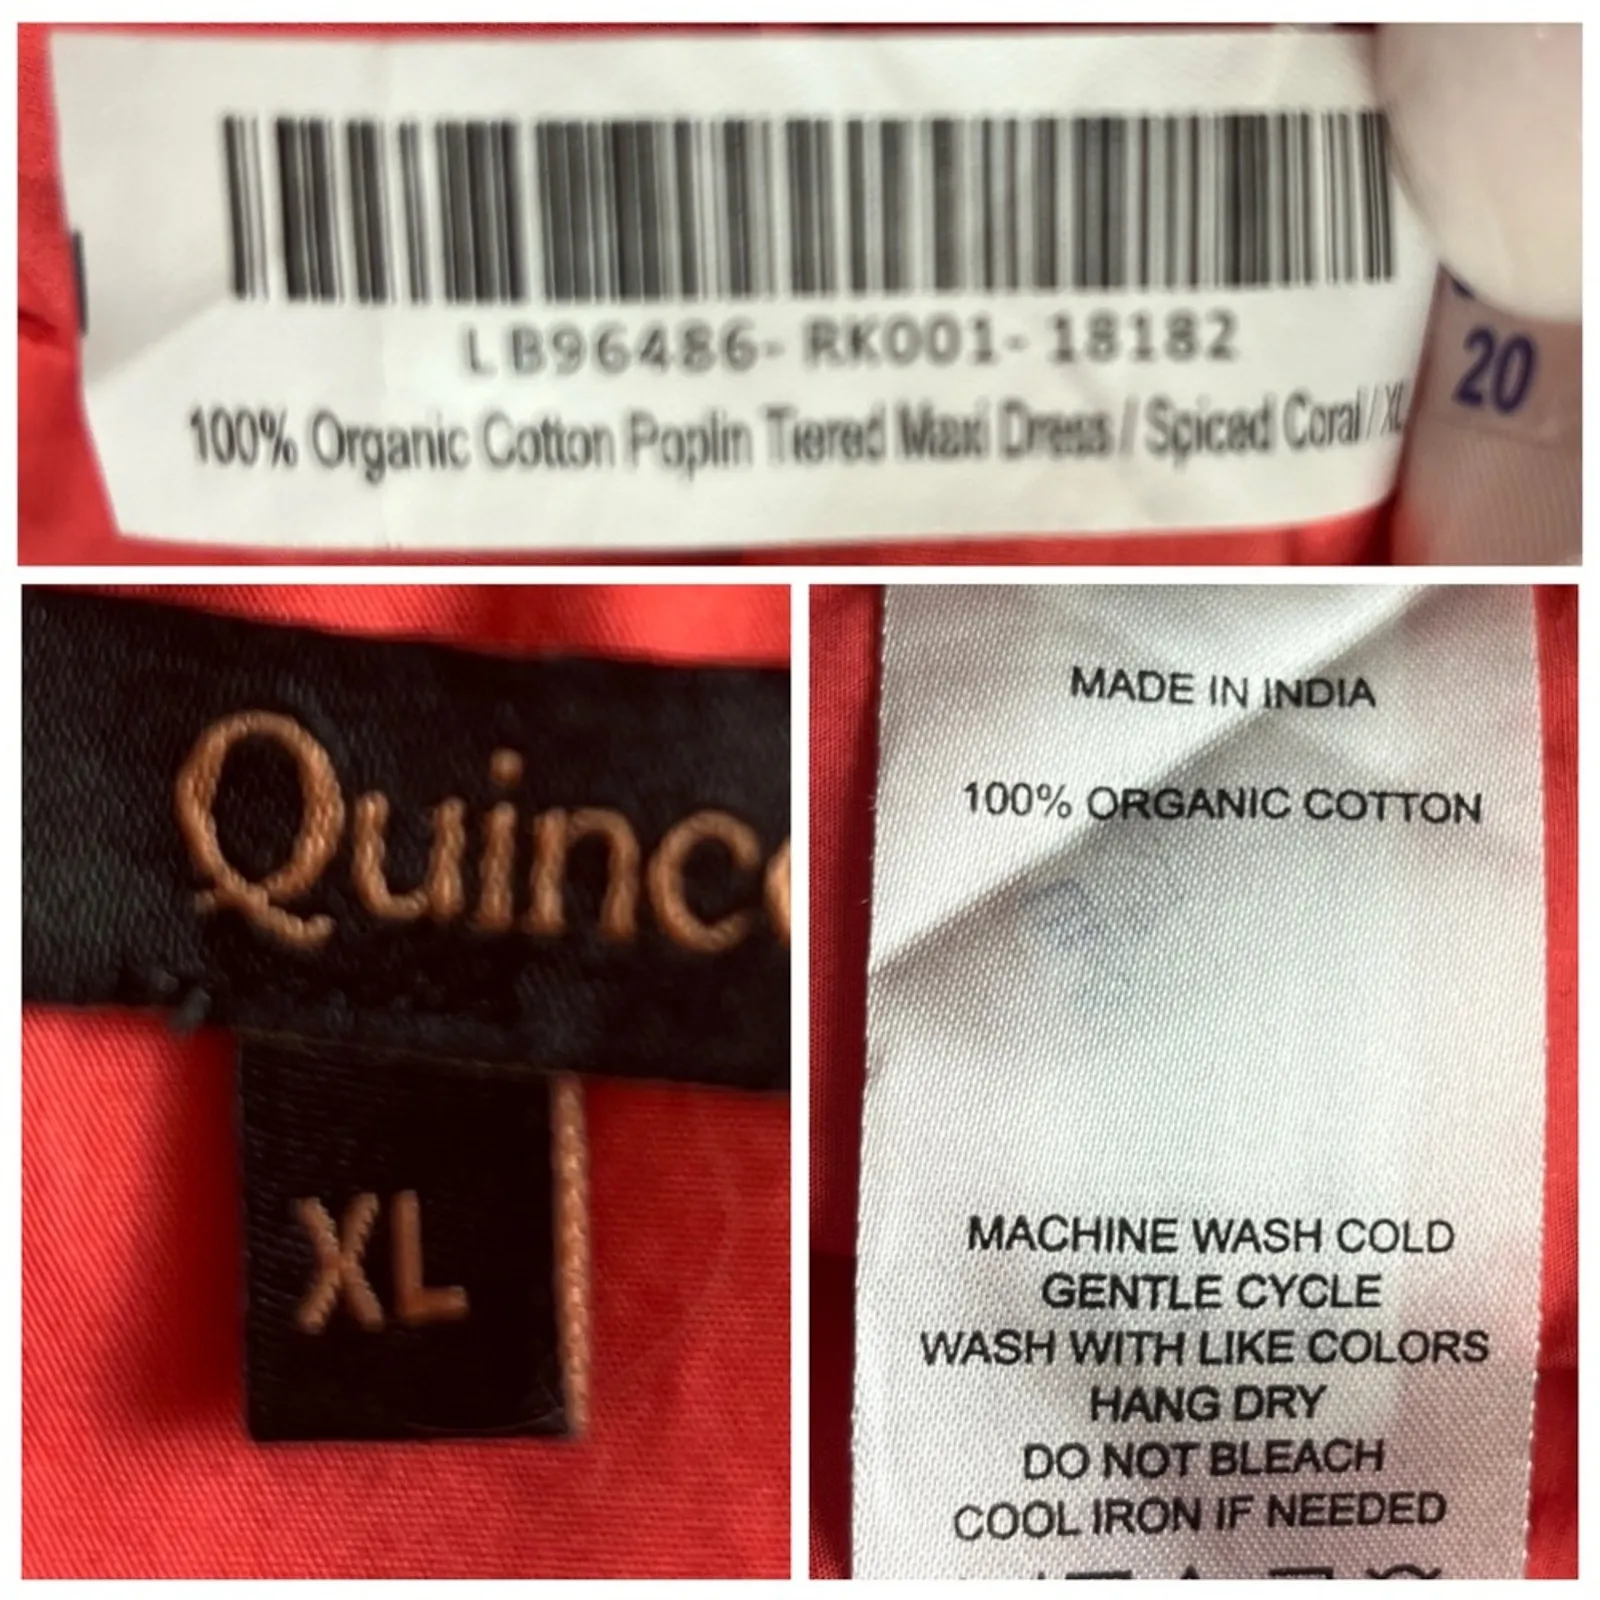 LB96486-RK001-18182
100% Organic Cotton Poplin Tiered Maxi Dress / Spiced Coral / XL
20
Quinc
XL
MADE IN INDIA
100% ORGANIC COTTON
MACHINE WASH COLD
GENTLE CYCLE
WASH WITH LIKE COLORS
HANG DRY
DO NOT BLEACH
COOL IRON IF NEEDED